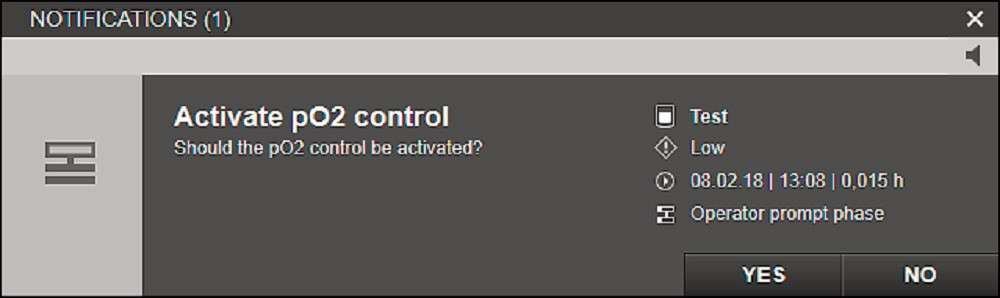 NOTIFICATIONS (1)
Activate pO2 control
Should the pO2 control be activated?
Test
Low
08.02.18 | 13:08 | 0,015 h
Operator prompt phase
YES
NO